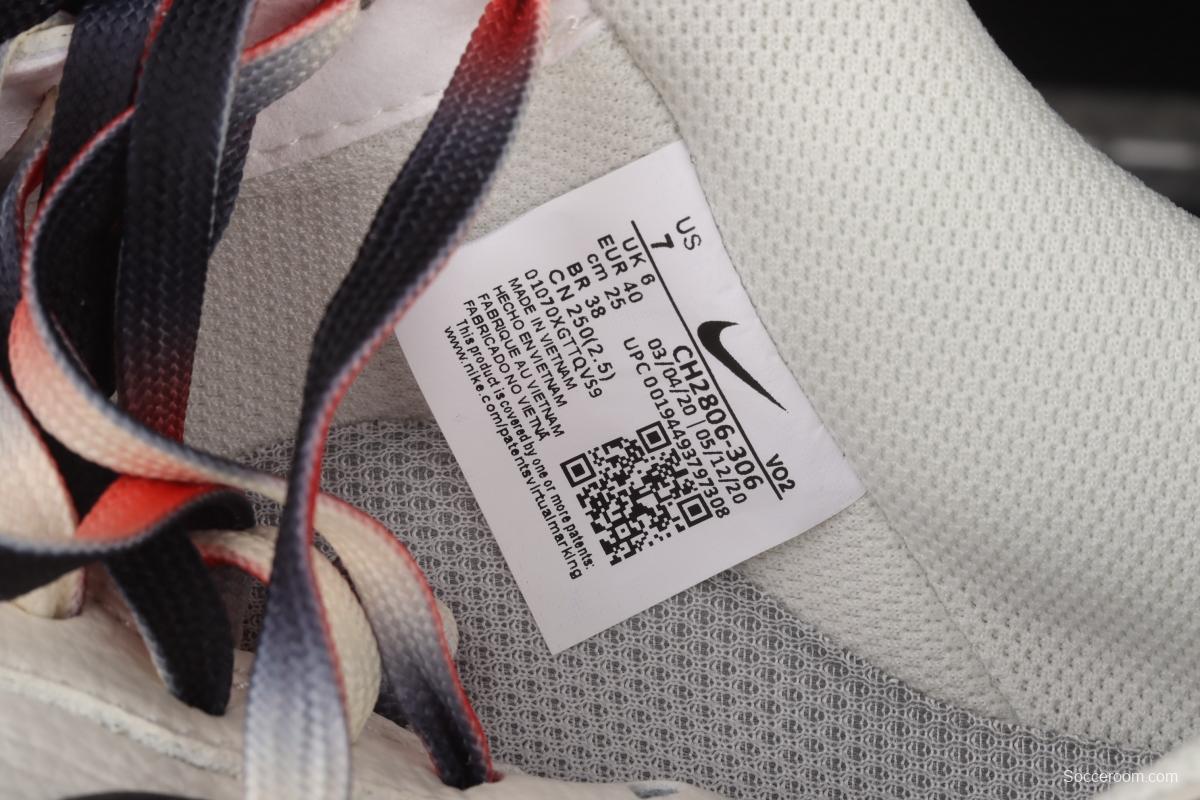 US
7
UK 6
EUR 40
cm 25
BR 38
CN 250(2.5)
01070XGTTQVS9
MADE IN VIETNAM
HECHO EN VIETNAM
FABRIQUE AU VIETNAM
FABRICADO NO VIETNÃ
This product is covered by one or more patents:
www.nike.com/patentsvirtualmarking
CH2806-306
VO2
03/04/20 | 05/12/20
UPC 00194493797308
Socceroom.com